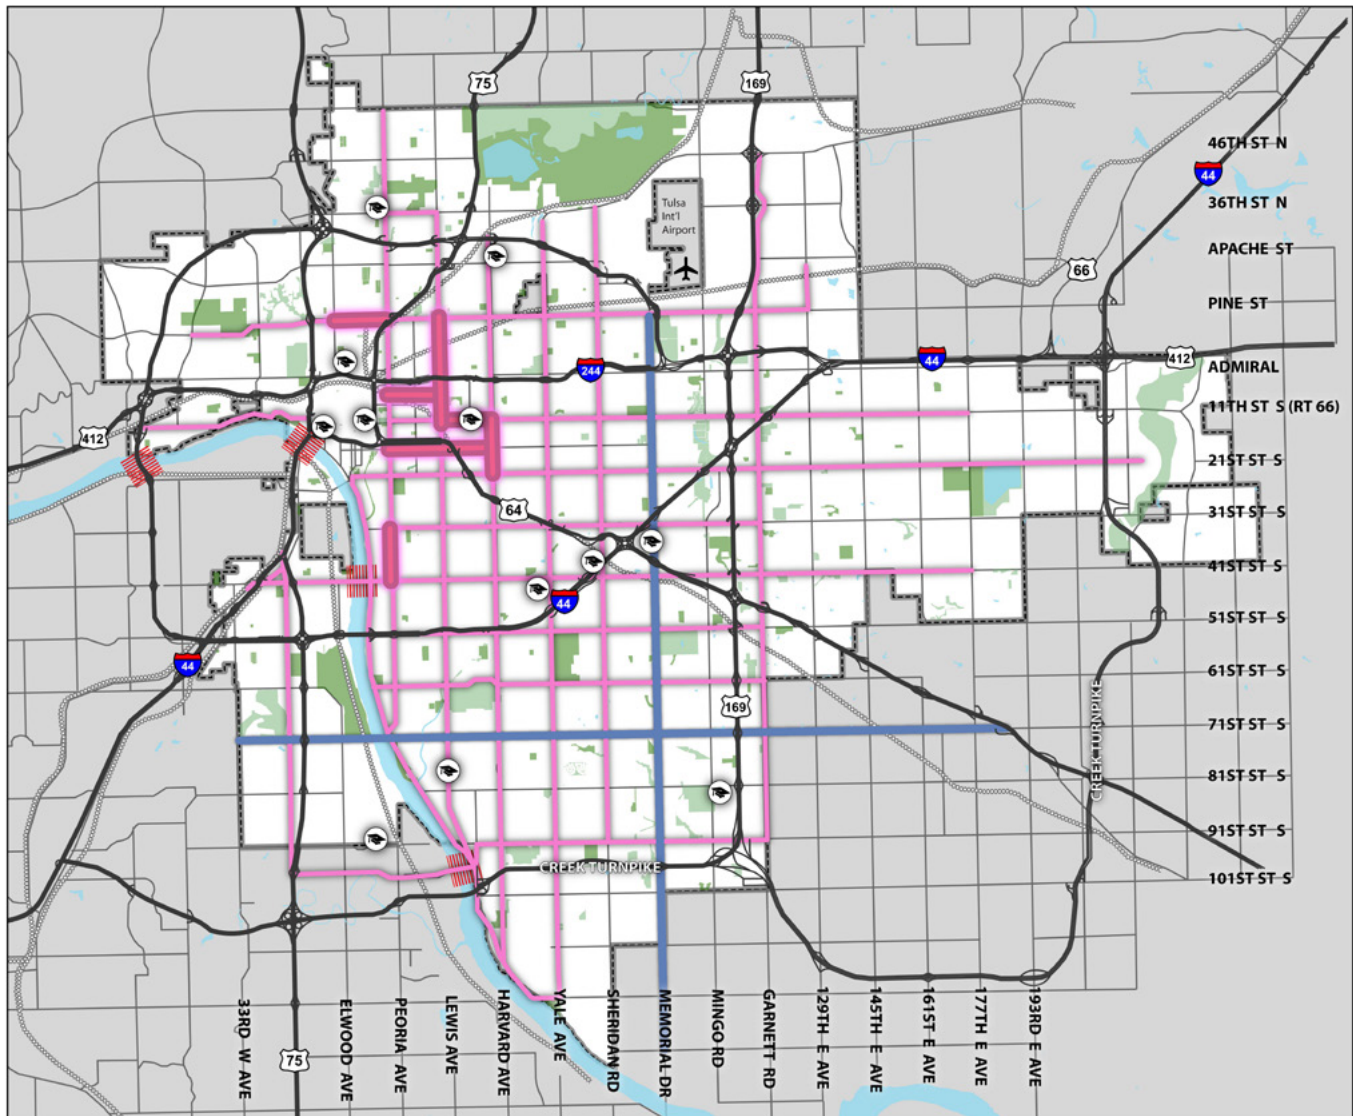 75
169
46TH ST N
44
36TH ST N
Tulsa
Int'l
Airport
APACHE ST
66
PINE ST
244
44
412
ADMIRAL
11TH ST S (RT 66)
412
21ST ST S
64
31ST ST S
41ST ST S
44
51ST ST S
44
61ST ST S
169
71ST ST S
CREEK TURNPIKE
81ST ST S
91ST ST S
CREEK TURNPIKE
101ST ST S
75
33RD W AVE
ELWOOD AVE
PEORIA AVE
LEWIS AVE
HARVARD AVE
YALE AVE
SHERIDAN RD
MEMORIAL DR
MINGO RD
GARNETT RD
129TH E AVE
145TH E AVE
161ST E AVE
177TH E AVE
193RD E AVE